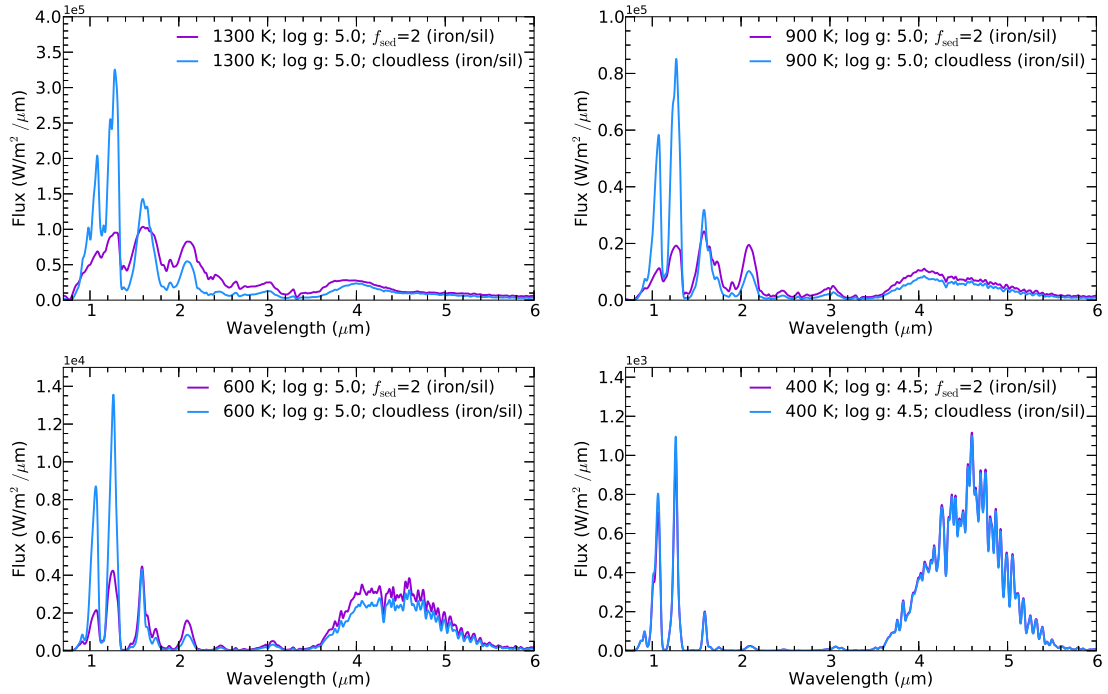 1e5
4.0
3.5
3.0
2.5
2.0
1.5
1.0
0.5
0.0
Flux (W/m² /μm)
1300 K; log g: 5.0; f_sed=2 (iron/sil)
1300 K; log g: 5.0; cloudless (iron/sil)
1 2 3 4 5 6
Wavelength (μm)
1e5
1.0
0.8
0.6
0.4
0.2
0.0
Flux (W/m² /μm)
900 K; log g: 5.0; f_sed=2 (iron/sil)
900 K; log g: 5.0; cloudless (iron/sil)
1 2 3 4 5 6
Wavelength (μm)
1e4
1.4
1.2
1.0
0.8
0.6
0.4
0.2
0.0
Flux (W/m² /μm)
600 K; log g: 5.0; f_sed=2 (iron/sil)
600 K; log g: 5.0; cloudless (iron/sil)
1 2 3 4 5 6
Wavelength (μm)
1e3
1.4
1.2
1.0
0.8
0.6
0.4
0.2
0.0
Flux (W/m² /μm)
400 K; log g: 4.5; f_sed=2 (iron/sil)
400 K; log g: 4.5; cloudless (iron/sil)
1 2 3 4 5 6
Wavelength (μm)